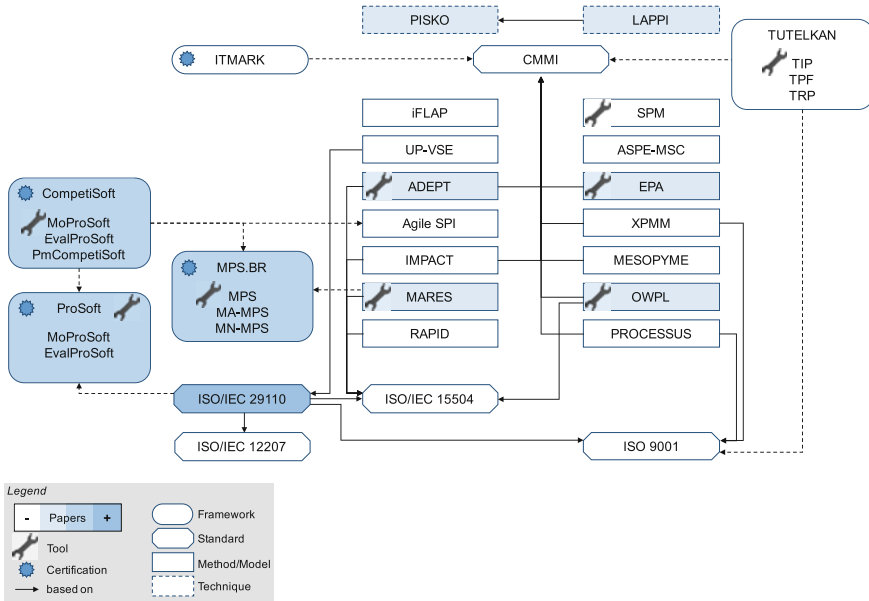 PISKO
LAPPI
TUTELKAN
TIP
TPF
TRP
ITMARK
CMMI
iFLAP
SPM
UP-VSE
ASPE-MSC
CompetiSoft
MoProSoft
EvalProSoft
PmCompetiSoft
ADEPT
EPA
Agile SPI
XPMM
MPS.BR
MPS
MA-MPS
MN-MPS
IMPACT
MESOPYME
ProSoft
MoProSoft
EvalProSoft
MARES
OWPL
RAPID
PROCESSUS
ISO/IEC 29110
ISO/IEC 15504
ISO/IEC 12207
ISO 9001
Legend
- Papers +
Tool
Certification
based on
Framework
Standard
Method/Model
Technique